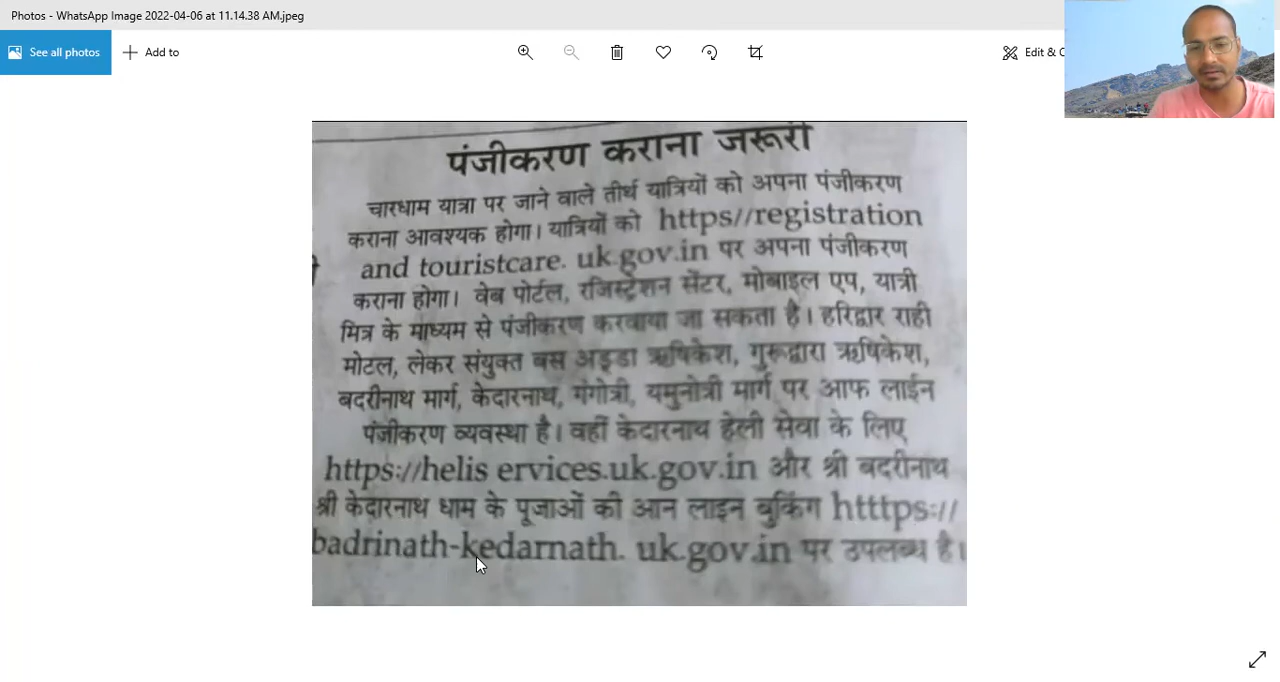 Photos - WhatsApp Image 2022-04-06 at 11.14.38 AM.jpeg
See all photos
Add to
Edit & C
पंजीकरण कराना जरूरी
चारधाम यात्रा पर जाने वाले तीर्थ यात्रियों को अपना पंजीकरण
कराना आवश्यक होगा। यात्रियों को https//registration
and touristcare. uk.gov.in पर अपना पंजीकरण
कराना होगा। वेब पोर्टल, रजिस्ट्रेशन सेंटर, मोबाइल एप, यात्री
मित्र के माध्यम से पंजीकरण करवाया जा सकता है। हरिद्वार राही
मोटल, लेकर संयुक्त बस अड्डा ऋषिकेश, गुरूद्वारा ऋषिकेश,
बदरीनाथ मार्ग, केदारनाथ, गंगोत्री, यमुनोत्री मार्ग पर आफ लाईन
पंजीकरण व्यवस्था है। वहीं केदारनाथ हेली सेवा के लिए
https://helis ervices.uk.gov.in और श्री बदरीनाथ
श्री केदारनाथ धाम के पूजाओं की आन लाइन बुकिंग htttps://
badrinath-kedarnath. uk.gov.in पर उपलब्ध है।